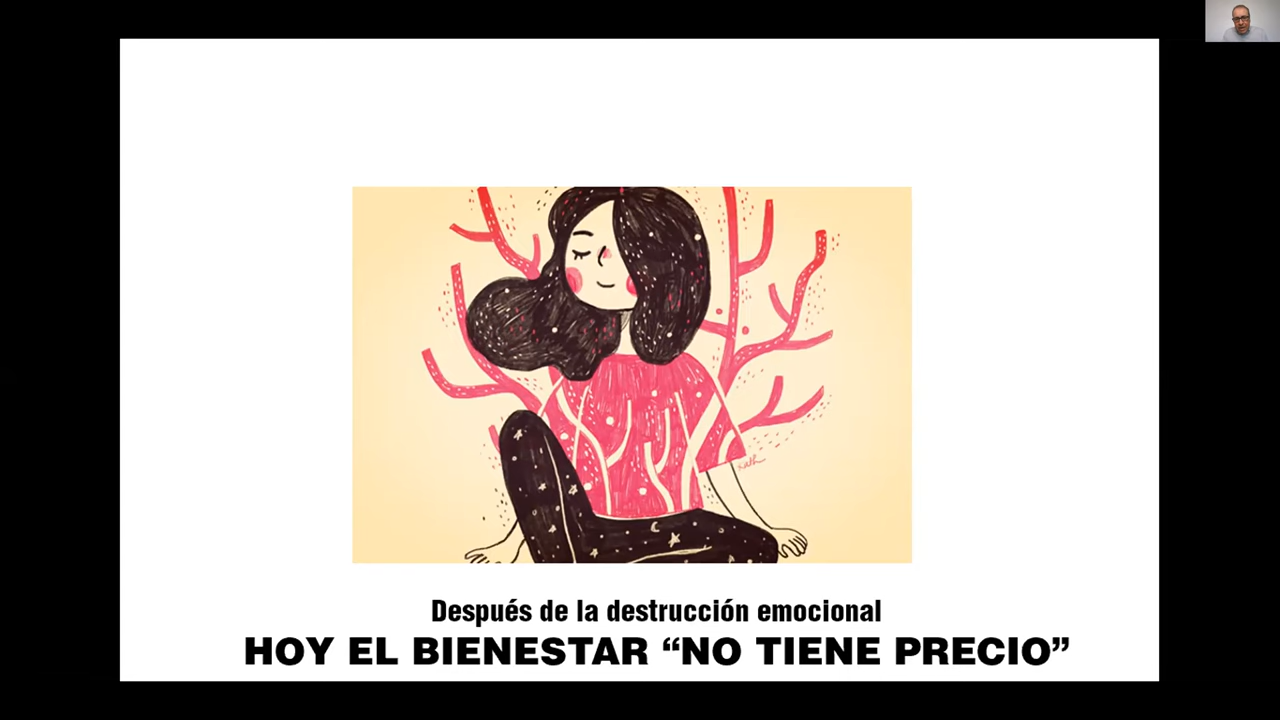 Después de la destrucción emocional
HOY EL BIENESTAR “NO TIENE PRECIO”